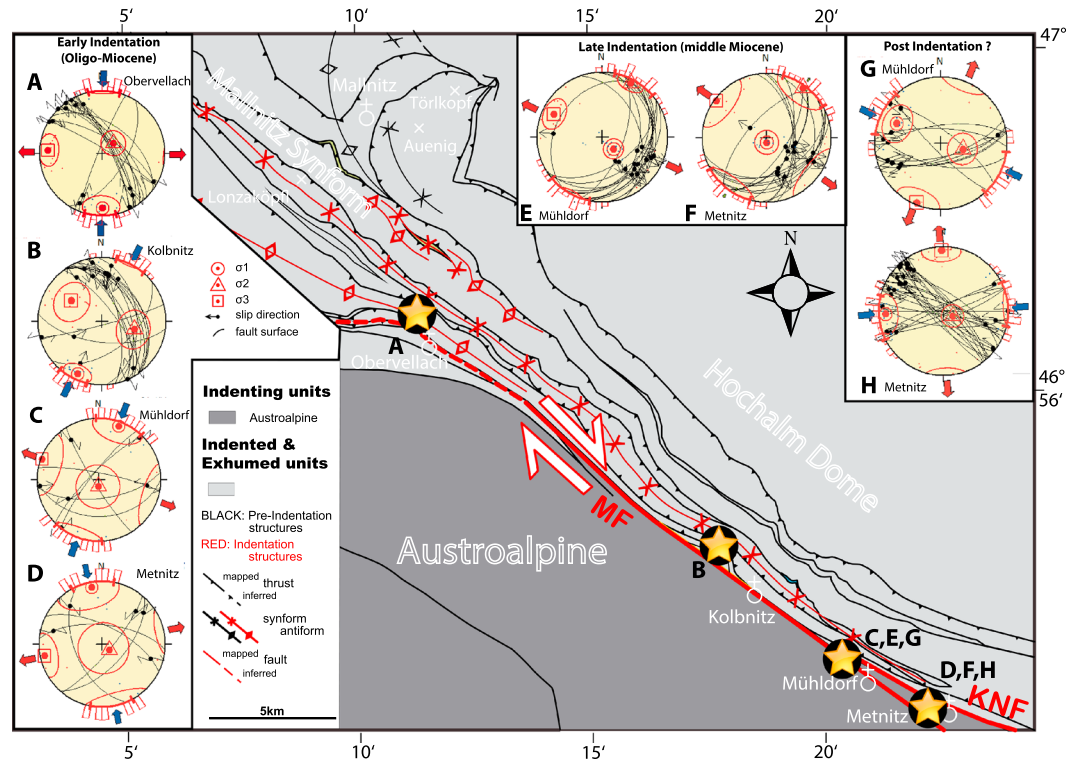 5‘
10‘
15‘
20‘
47°
Early Indentation
(Oligo-Miocene)
A
Obervellach
N
Kolbnitz
B
C
N
Mühldorf
D
N
Metnitz
σ1
σ2
σ3
slip direction
fault surface
Late Indentation (middle Miocene)
N
N
E
Mühldorf
F
Metnitz
Post Indentation ?
G
Mühldorf
N
N
H
Metnitz
Mallnitz Synform
Mallnitz
Törlkopf
Auenig
Lonzaköpfl
N
A
Obervellach
46°
56‘
Hochalm Dome
MF
Austroalpine
B
Kolbnitz
C,E,G
Mühldorf
D,F,H
Metnitz
KNF
Indenting units
Austroalpine
Indented &
Exhumed units
BLACK: Pre-Indentation
structures
RED: Indentation
structures
mapped
thrust
inferred
synform
antiform
mapped
fault
inferred
5km
5‘
10‘
15‘
20‘